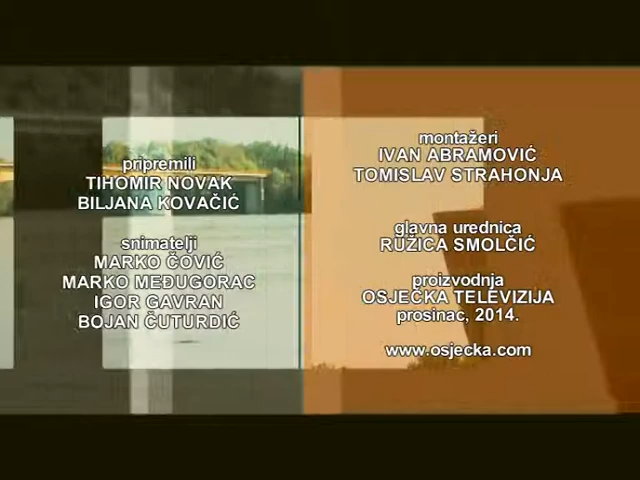 pripremili
TIHOMIR NOVAK
BILJANA KOVAČIĆ
snimatelji
MARKO ČOVIĆ
MARKO MEĐUGORAC
IGOR GAVRAN
BOJAN ČUTURDIĆ
montažeri
IVAN ABRAMOVIĆ
TOMISLAV STRAHONJA
glavna urednica
RUŽICA SMOLČIĆ
proizvodnja
OSJEČKA TELEVIZIJA
prosinac, 2014.
www.osjecka.com